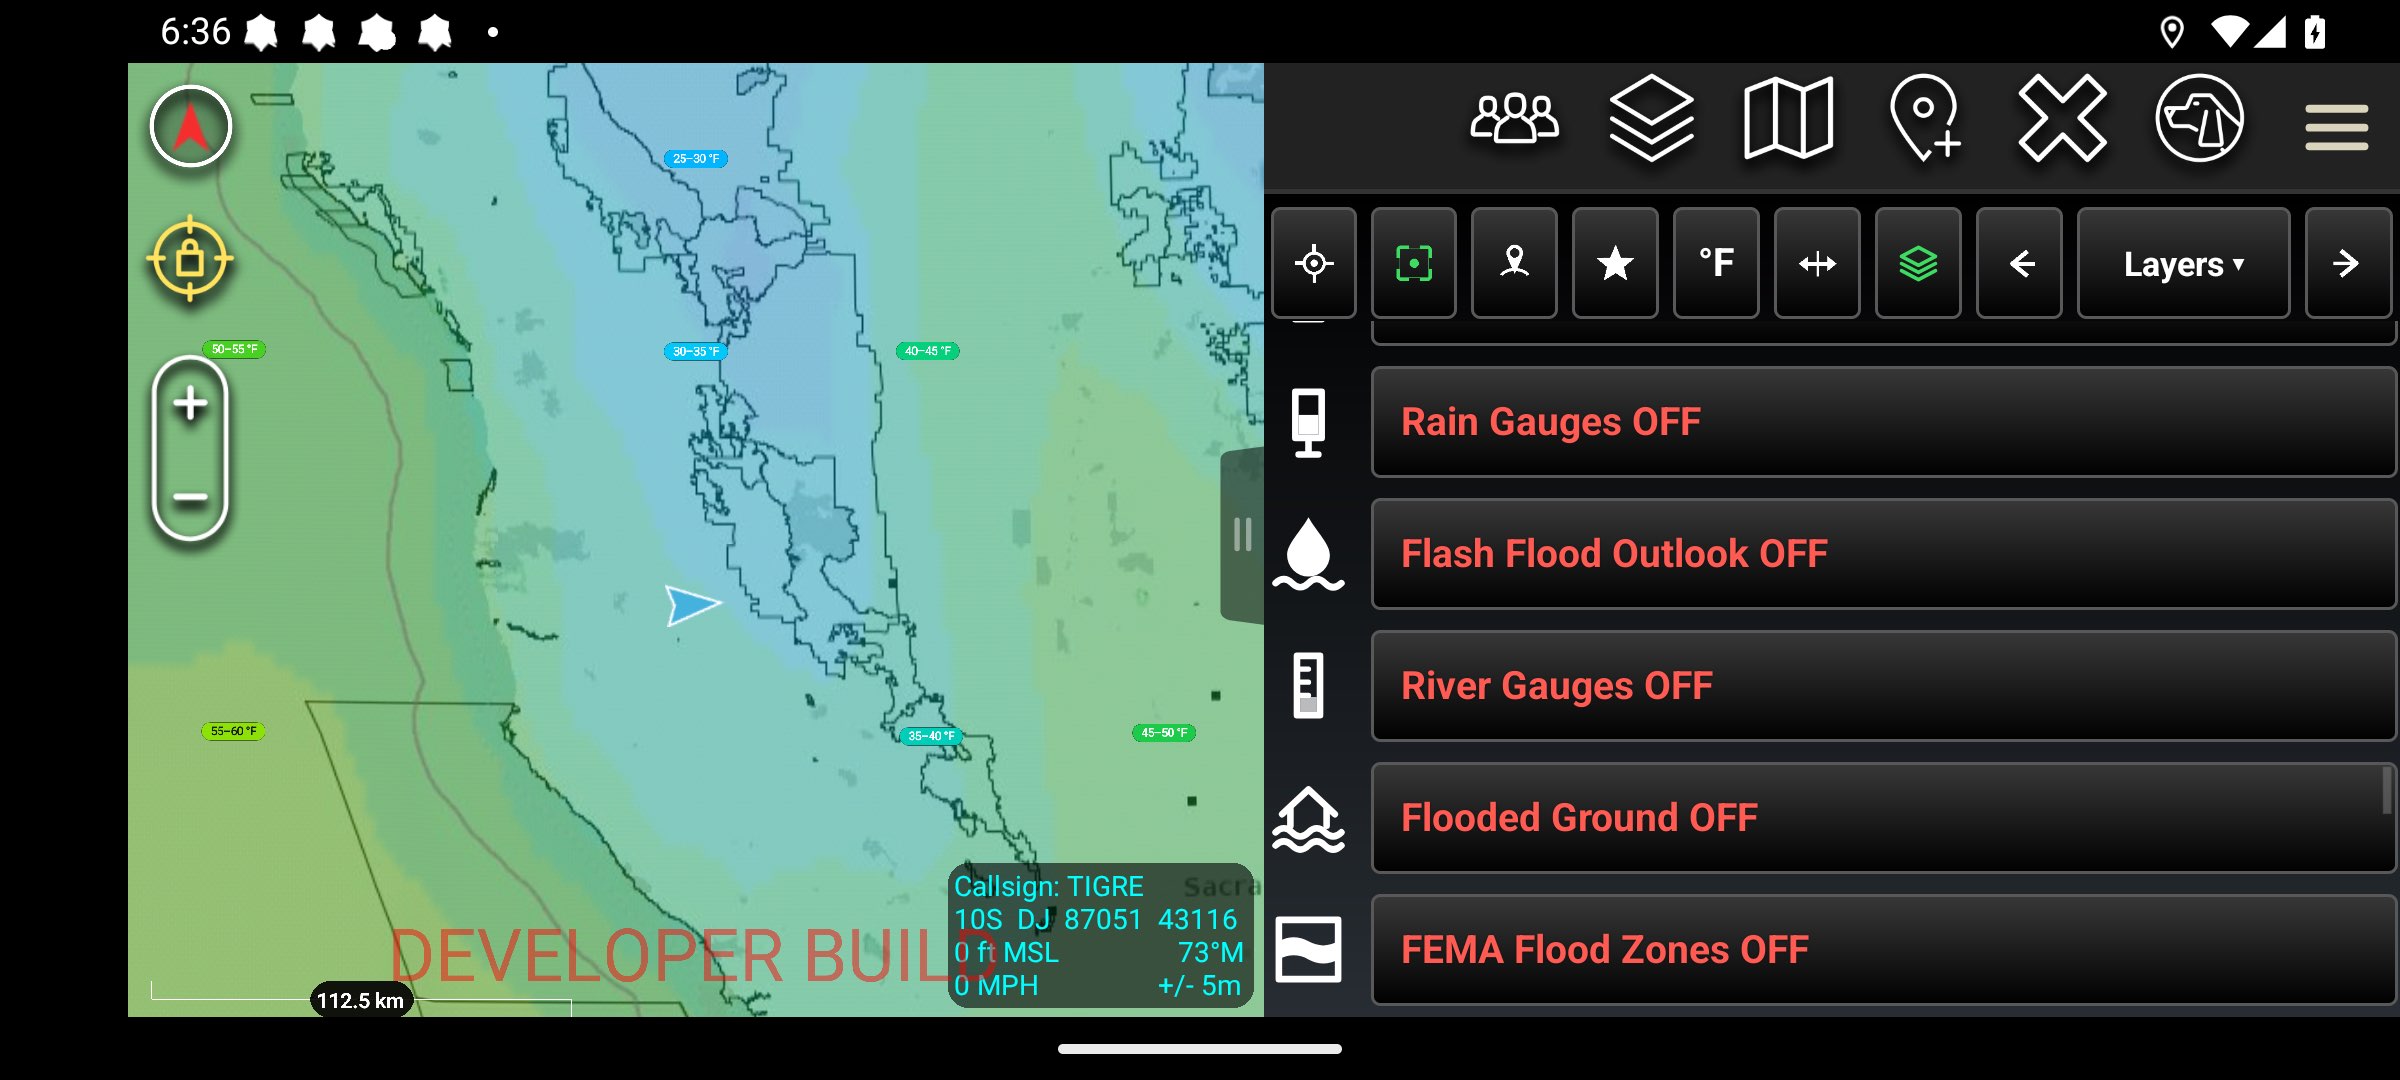 6:36
25–30 °F
50–55 °F
30–35 °F
40–45 °F
55–60 °F
35–40 °F
45–50 °F
Sacra
Callsign: TIGRE
10S DJ 87051 43116
0 ft MSL 73°M
0 MPH +/- 5m
DEVELOPER BUILD
112.5 km
°F
Layers
Rain Gauges OFF
Flash Flood Outlook OFF
River Gauges OFF
Flooded Ground OFF
FEMA Flood Zones OFF